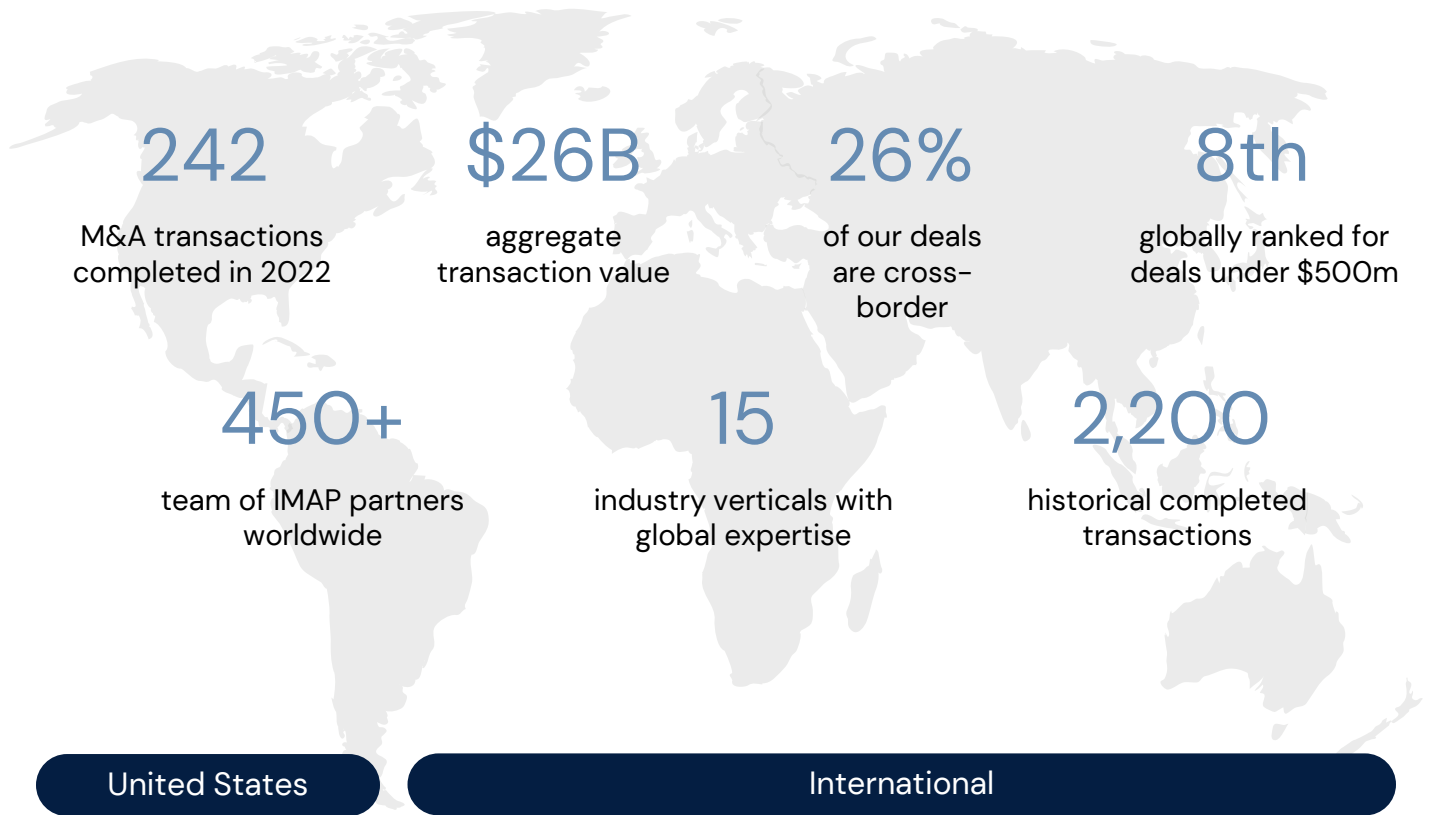 242
M&A transactions
completed in 2022
$26B
aggregate
transaction value
26%
of our deals
are cross-
border
8th
globally ranked for
deals under $500m
450+
team of IMAP partners
worldwide
15
industry verticals with
global expertise
2,200
historical completed
transactions
United States
International